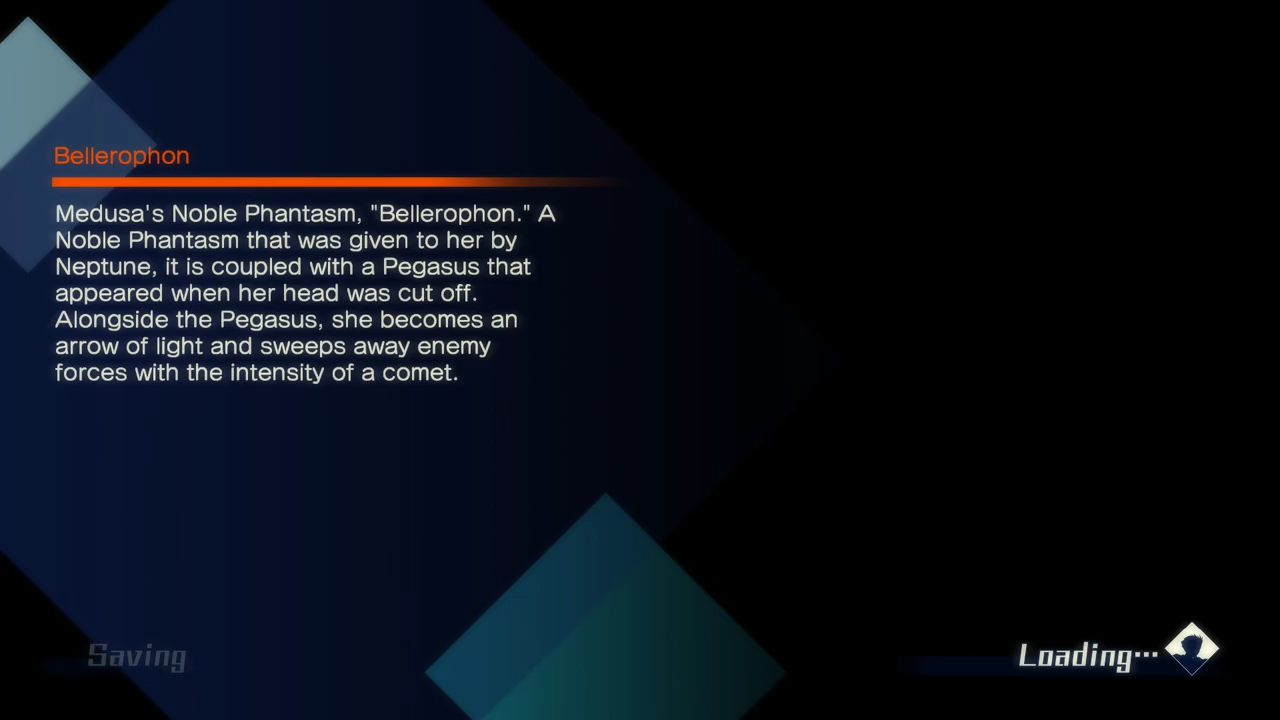 Bellerophon
Medusa's Noble Phantasm, "Bellerophon." A
Noble Phantasm that was given to her by
Neptune, it is coupled with a Pegasus that
appeared when her head was cut off.
Alongside the Pegasus, she becomes an
arrow of light and sweeps away enemy
forces with the intensity of a comet.
Saving
Loading···